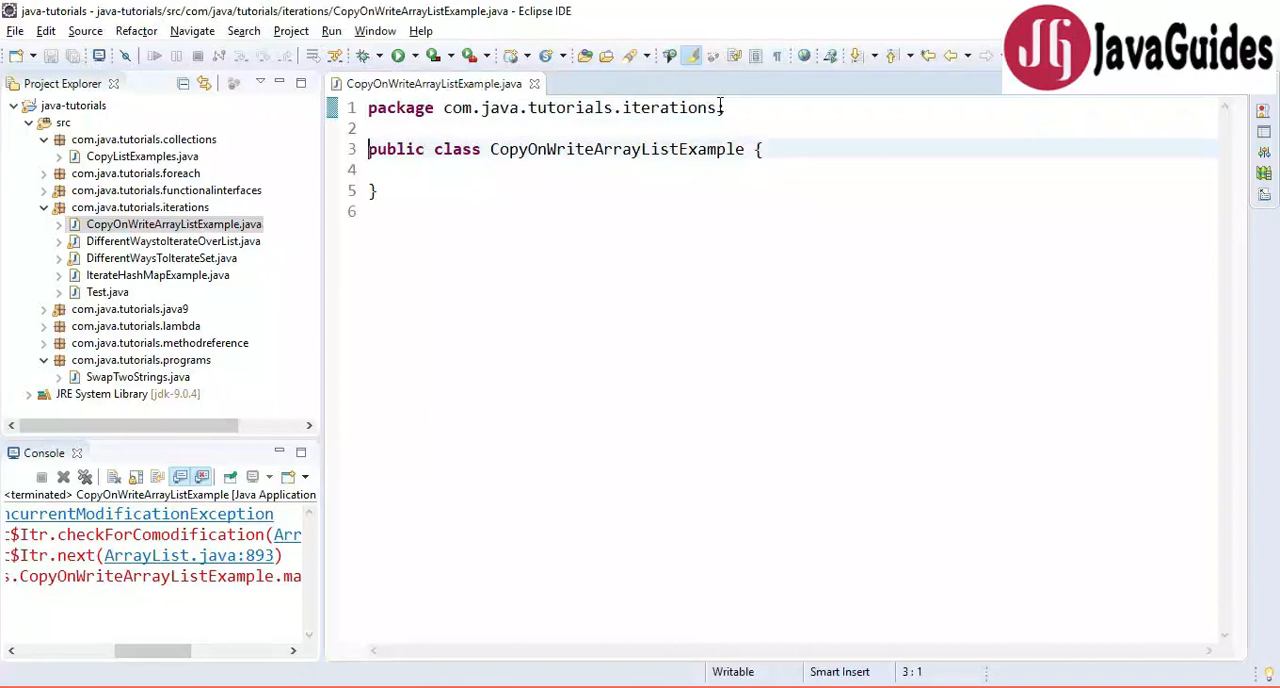 java-tutorials - java-tutorials/src/com/java/tutorials/iterations/CopyOnWriteArrayListExample.java - Eclipse IDE
File Edit Source Refactor Navigate Search Project Run Window Help
JavaGuides
Project Explorer
CopyOnWriteArrayListExample.java
java-tutorials
src
com.java.tutorials.collections
CopyListExamples.java
com.java.tutorials.foreach
com.java.tutorials.functionalinterfaces
com.java.tutorials.iterations
CopyOnWriteArrayListExample.java
DifferentWaystoIterateOverList.java
DifferentWaysToIterateSet.java
IterateHashMapExample.java
Test.java
com.java.tutorials.java9
com.java.tutorials.lambda
com.java.tutorials.methodreference
com.java.tutorials.programs
SwapTwoStrings.java
JRE System Library [jdk-9.0.4]
1 package com.java.tutorials.iterations;
2
3 public class CopyOnWriteArrayListExample {
4
5 }
6
Console
<terminated> CopyOnWriteArrayListExample [Java Application
ncurrentModificationException
t$Itr.checkForComodification(Arr
t$Itr.next(ArrayList.java:893)
s.CopyOnWriteArrayListExample.ma
Writable Smart Insert 3 : 1